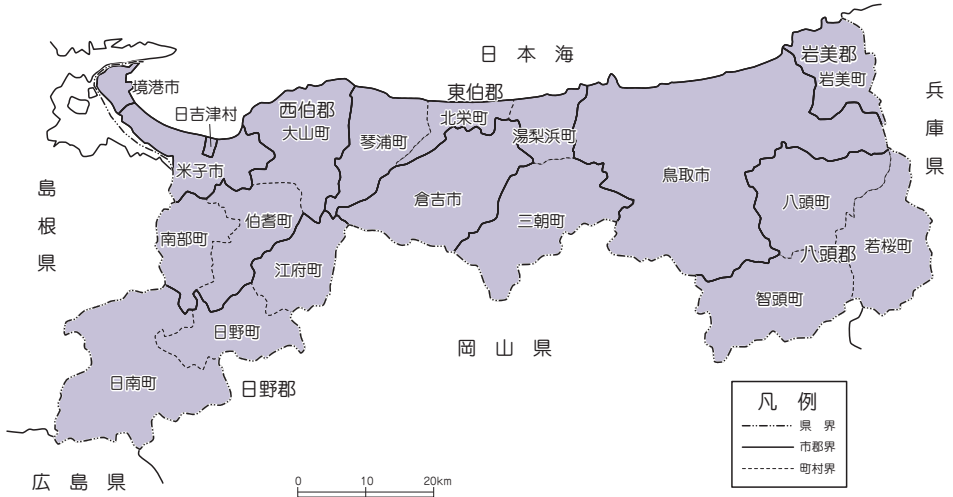 日本海
岩美郡
岩美町
境港市
日吉津村
西伯郡
大山町
東伯郡
北栄町
琴浦町
湯梨浜町
兵庫県
米子市
鳥取市
島根県
倉吉市
八頭町
伯耆町
三朝町
南部町
八頭郡
若桜町
江府町
智頭町
日野町
岡山県
日南町
日野郡
凡例
県界
市郡界
町村界
広島県
0 10 20km